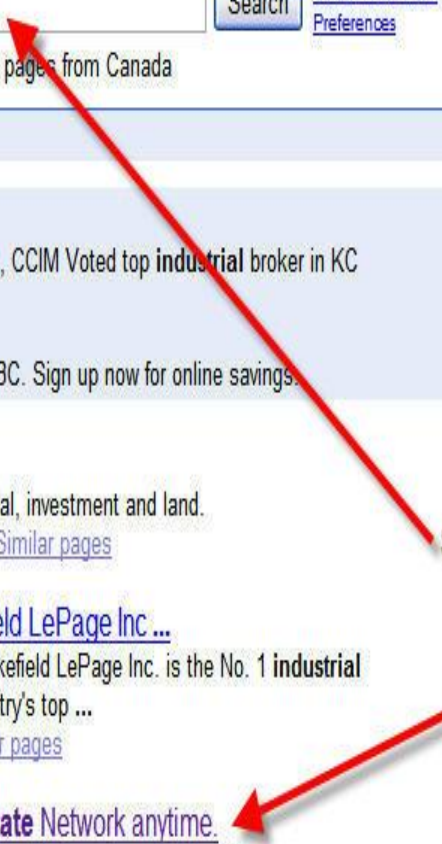 Search
Preferences
pages from Canada
, CCIM Voted top industrial broker in KC
BC. Sign up now for online savings.
al, investment and land.
Similar pages
eld LePage Inc ...
kefield LePage Inc. is the No. 1 industrial
try's top ...
r pages
ate Network anytime.